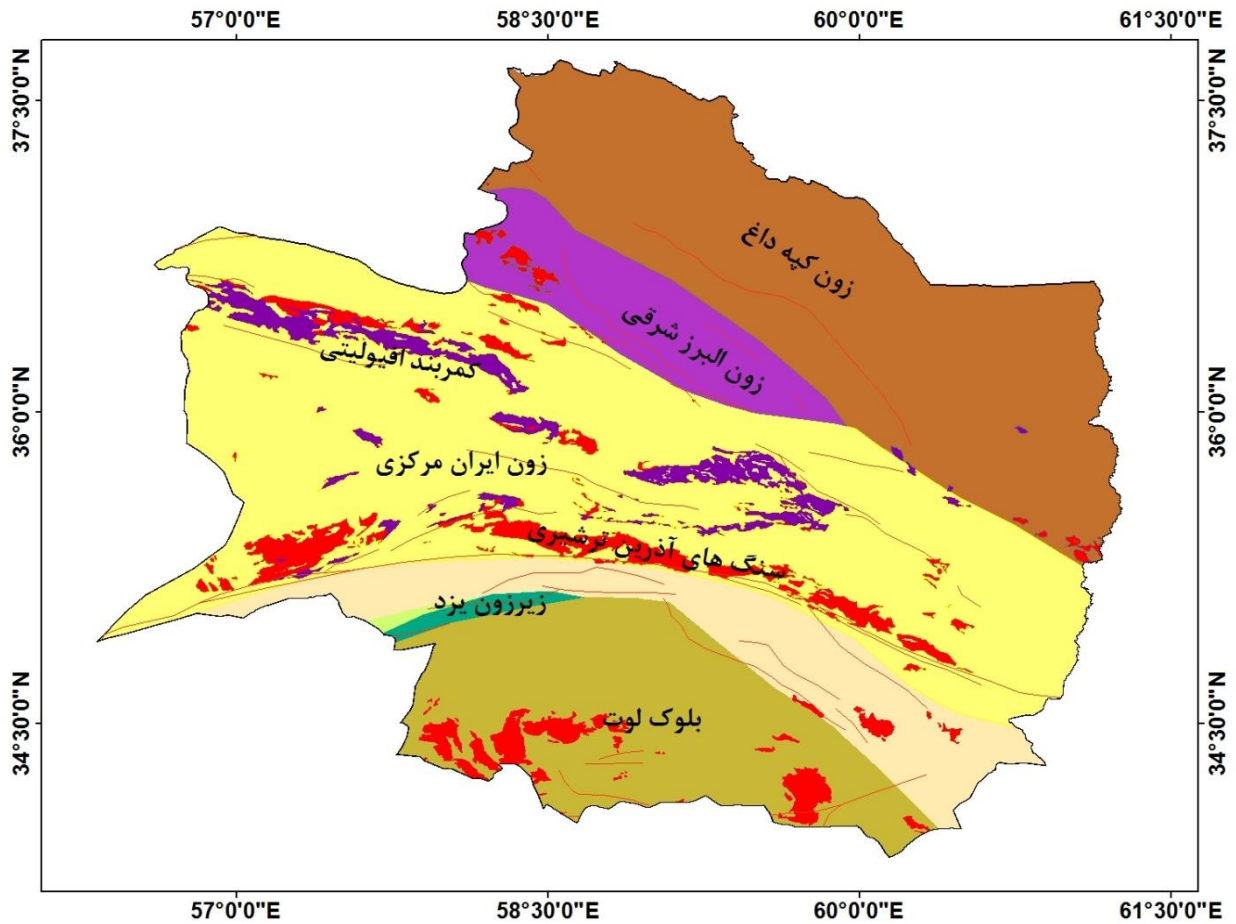 57°0'0"E 58°30'0"E 60°0'0"E 61°30'0"E
37°30'0"N 37°30'0"N
زون کپه داغ
زون البرز شرقی
کمربند افیولیتی
36°0'0"N 36°0'0"N
زون ایران مرکزی
سنگ های آذرین ترشیری
زیرزون یزد
بلوک لوت
34°30'0"N 34°30'0"N
57°0'0"E 58°30'0"E 60°0'0"E 61°30'0"E